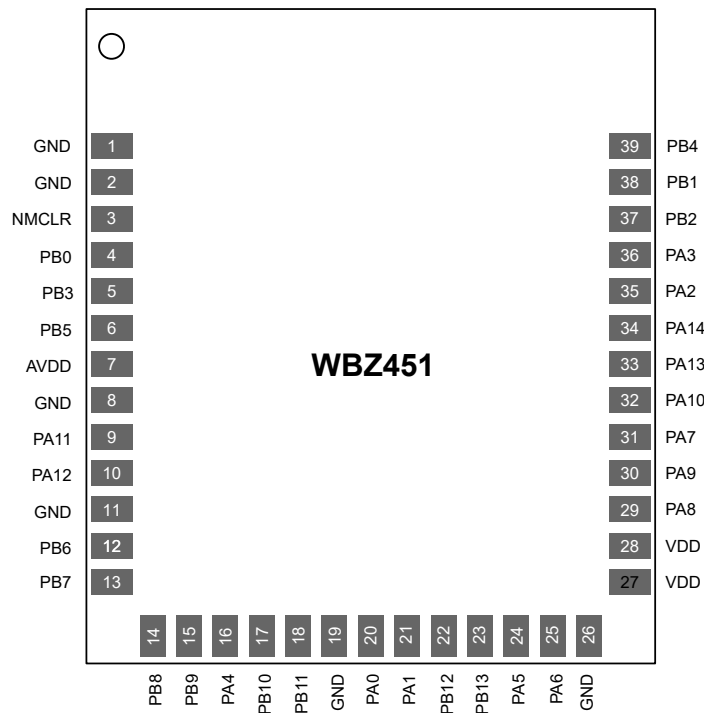 GND 1
GND 2
NMCLR 3
PB0 4
PB3 5
PB5 6
AVDD 7
GND 8
PA11 9
PA12 10
GND 11
PB6 12
PB7 13
WBZ451
39 PB4
38 PB1
37 PB2
36 PA3
35 PA2
34 PA14
33 PA13
32 PA10
31 PA7
30 PA9
29 PA8
28 VDD
27 VDD
14 15 16 17 18 19 20 21 22 23 24 25 26
PB8 PB9 PA4 PB10 PB11 GND PA0 PA1 PB12 PB13 PA5 PA6 GND